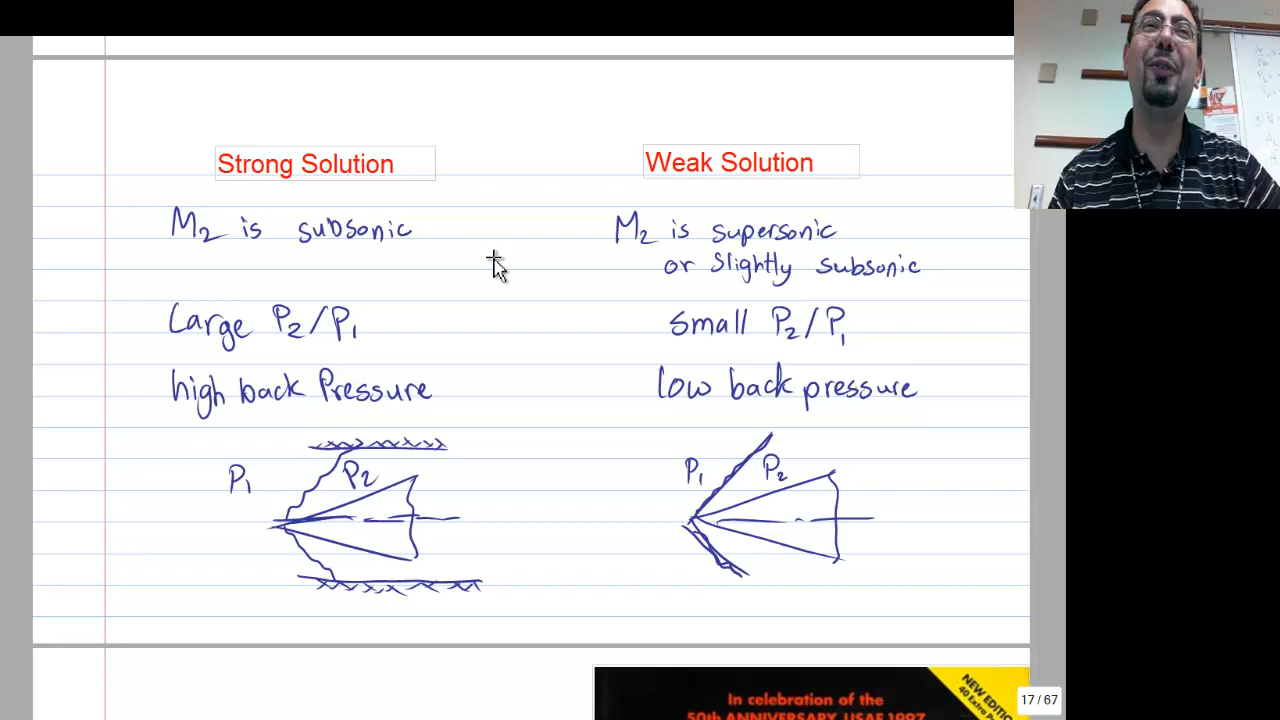 Strong Solution
Weak Solution
M2 is subsonic
M2 is supersonic
or slightly subsonic
Large P2/P1
Small P2/P1
high back Pressure
low back pressure
P1
P2
P1
P2
In celebration of the
50th ANNIVERSARY USAF 1997
NEW EDITION
40 Extra P
17 / 67